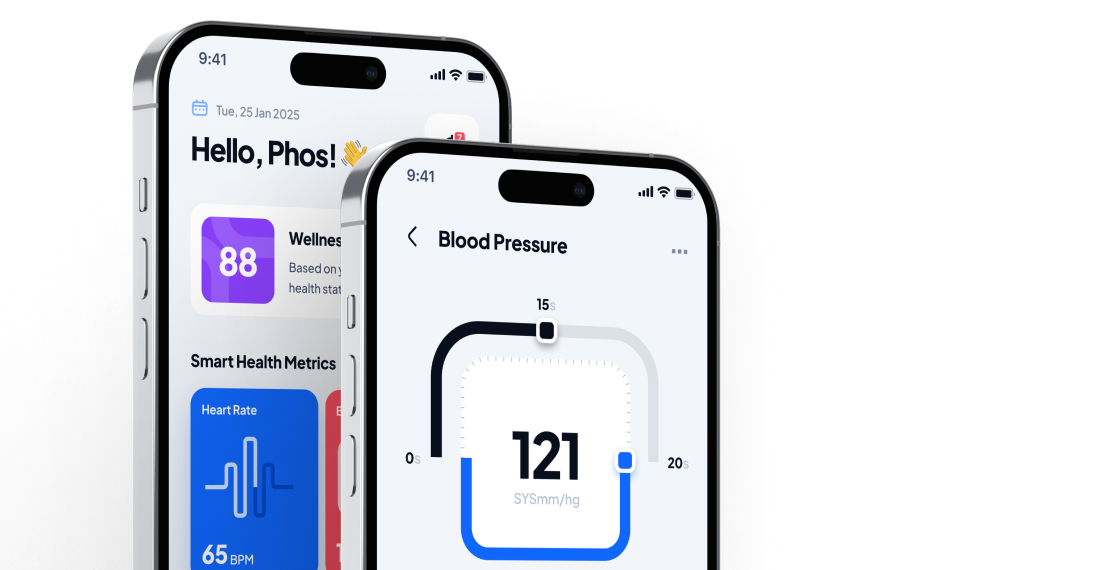 9:41
Tue, 25 Jan 2025
Hello, Phos! 👋
7
88
Wellnes
Based on y
health stat
Smart Health Metrics
Heart Rate
65 BPM
9:41
Blood Pressure
15s
0s
20s
121
SYSmm/hg